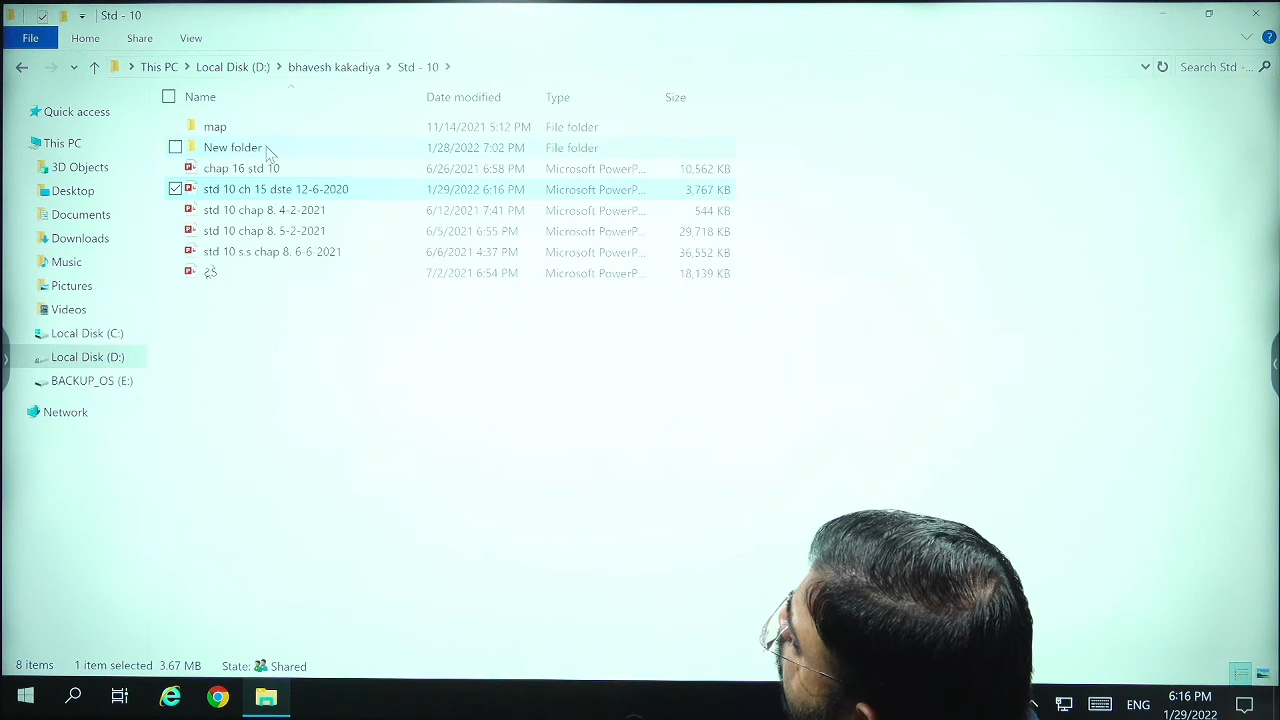 Std - 10
File Home Share View
This PC Local Disk (D:) bhavesh kakadiya Std - 10 Search Std -...
Name Date modified Type Size
map 11/14/2021 5:12 PM File folder
New folder 1/28/2022 7:02 PM File folder
chap 16 std 10 6/26/2021 6:58 PM Microsoft PowerP... 10,562 KB
std 10 ch 15 dste 12-6-2020 1/29/2022 6:16 PM Microsoft PowerP... 3,767 KB
std 10 chap 8. 4-2-2021 6/12/2021 7:41 PM Microsoft PowerP... 544 KB
std 10 chap 8. 5-2-2021 6/5/2021 6:55 PM Microsoft PowerP... 29,718 KB
std 10 s.s chap 8. 6-6-2021 6/6/2021 4:37 PM Microsoft PowerP... 36,552 KB
7/2/2021 6:54 PM Microsoft PowerP... 18,139 KB
Quick access
This PC
3D Objects
Desktop
Documents
Downloads
Music
Pictures
Videos
Local Disk (C:)
Local Disk (D:)
BACKUP_OS (E:)
Network
8 items 1 item selected 3.67 MB State: Shared
ENG 6:16 PM
1/29/2022